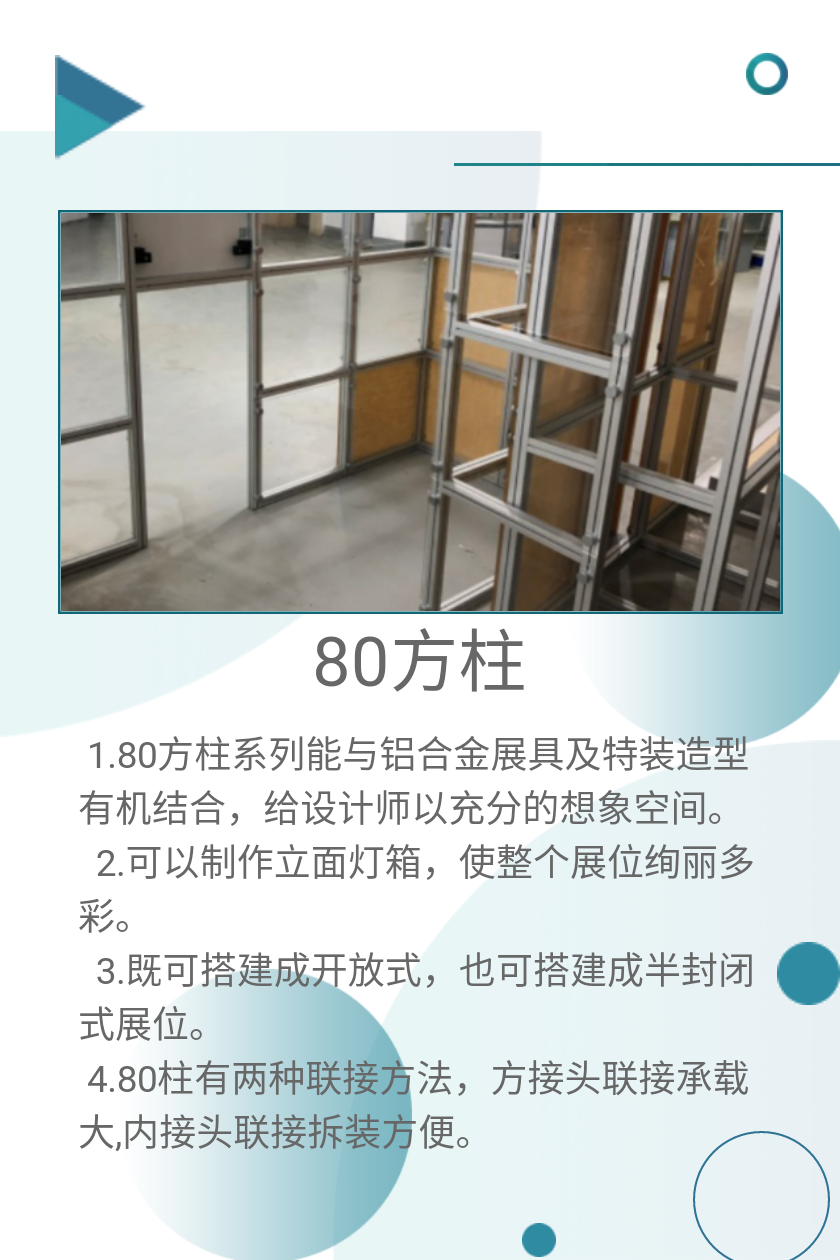 80方柱
1.80方柱系列能与铝合金展具及特装造型
有机结合，给设计师以充分的想象空间。
2.可以制作立面灯箱，使整个展位绚丽多
彩。
3.既可搭建成开放式，也可搭建成半封闭
式展位。
4.80柱有两种联接方法，方接头联接承载
大,内接头联接拆装方便。